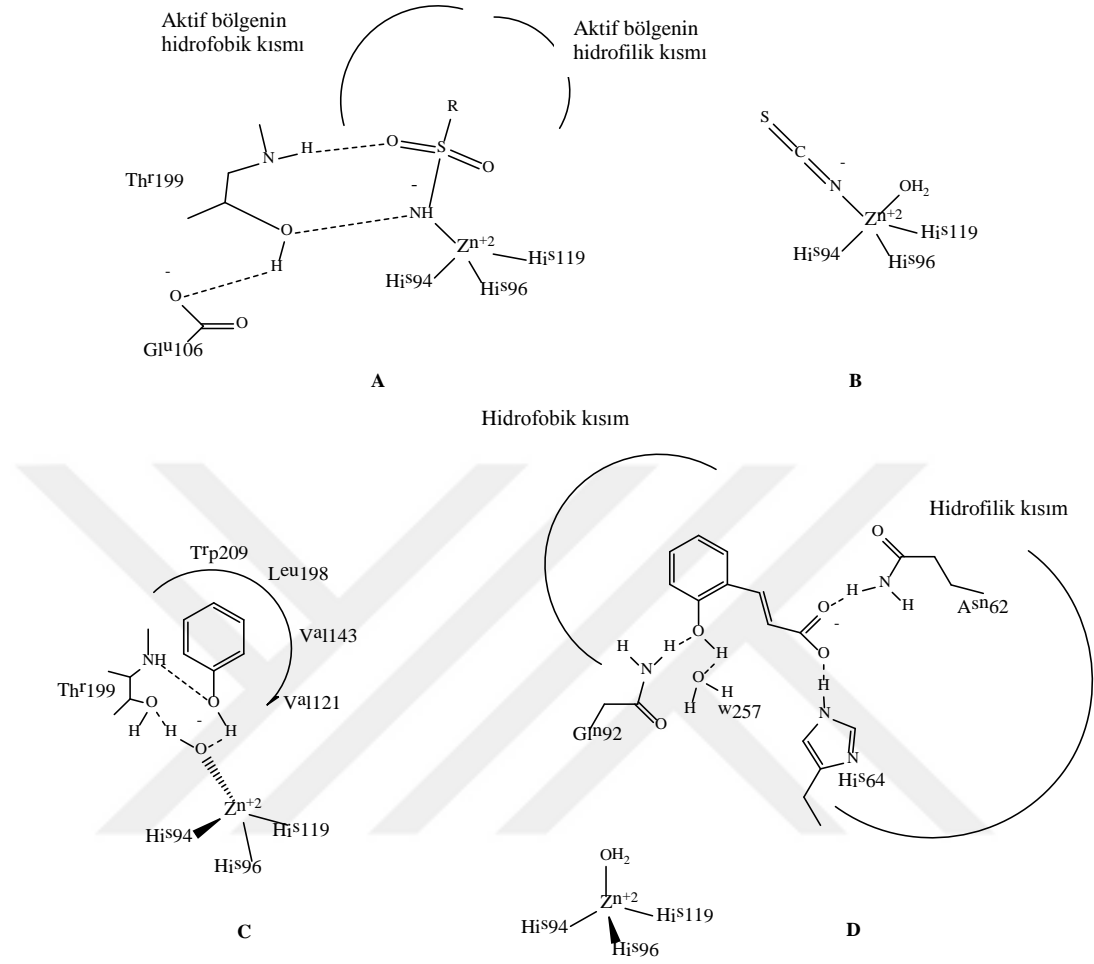 Aktif bölgenin
hidrofobik kısmı
Aktif bölgenin
hidrofilik kısmı
R
O
S
O
N
H
Thr199
NH
-
O
H
Zn+2
His119
His94
His96
-
O
O
Glu106
A
S
C
-
N
OH2
Zn+2
His119
His94
His96
B
Hidrofobik kısım
Trp209
Leu198
Val143
Val121
NH
Thr199
O
O
H
H
-
H
O
Zn+2
His94
His119
His96
C
Hidrofilik kısım
O
H
N
H
Asn62
O
-
O
H
N
N
His64
O
H
H
H
N
O
H
H
w257
O
Gln92
OH2
Zn+2
His119
His94
His96
D